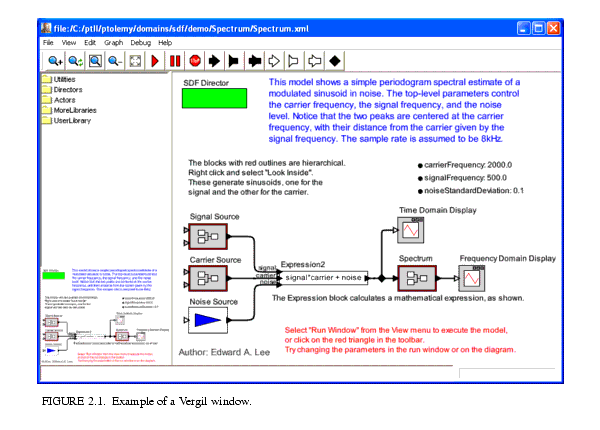 file:/C:/ptII/ptolemy/domains/sdf/demo/Spectrum/Spectrum.xml
File View Edit Graph Debug Help
Utilities
Directors
Actors
MoreLibraries
UserLibrary
SDF Director
This model shows a simple periodogram spectral estimate of a
modulated sinusoid in noise. The top-level parameters control
the carrier frequency, the signal frequency, and the noise
level. Notice that the two peaks are centered at the carrier
frequency, with their distance from the carrier given by the
signal frequency. The sample rate is assumed to be 8kHz.
The blocks with red outlines are hierarchical.
Right click and select "Look Inside".
These generate sinusoids, one for the
signal and the other for the carrier.
carrierFrequency: 2000.0
signalFrequency: 500.0
noiseStandardDeviation: 0.1
Signal Source
Time Domain Display
Carrier Source
signal
carrier
noise
Expression2
signal*carrier + noise
Spectrum
Frequency Domain Display
Noise Source
The Expression block calculates a mathematical expression, as shown.
Select "Run Window" from the View menu to execute the model,
or click on the red triangle in the toolbar.
Try changing the parameters in the run window or on the diagram.
Author: Edward A. Lee
FIGURE 2.1. Example of a Vergil window.